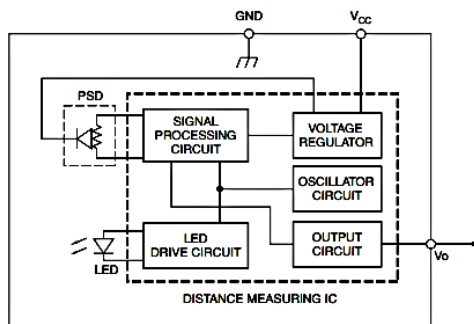 GND
VCC
PSD
SIGNAL
PROCESSING
CIRCUIT
VOLTAGE
REGULATOR
OSCILLATOR
CIRCUIT
LED
DRIVE CIRCUIT
OUTPUT
CIRCUIT
VO
LED
DISTANCE MEASURING IC